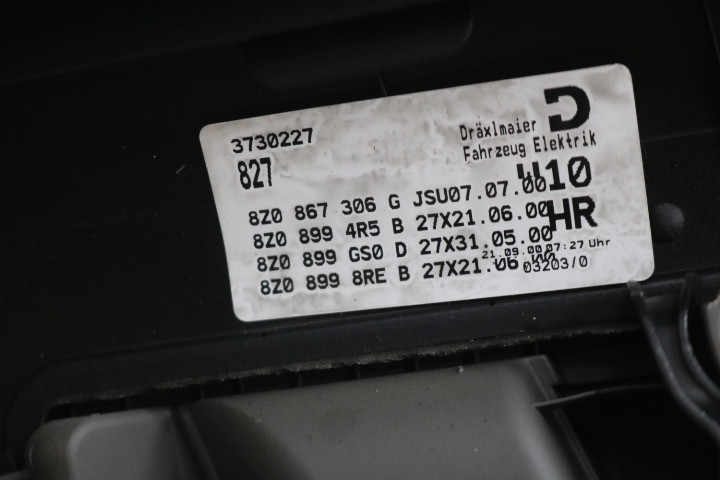 3730227
827
D
Dräxlmaier
Fahrzeug Elektrik
W10
8Z0 867 306 G JSU07.07.00
HR
8Z0 899 4R5 B 27X21.06.00
8Z0 899 GS0 D 27X31.05.00
21.09.00 07:27 Uhr
8Z0 899 8RE B 27X21.06
03203/0